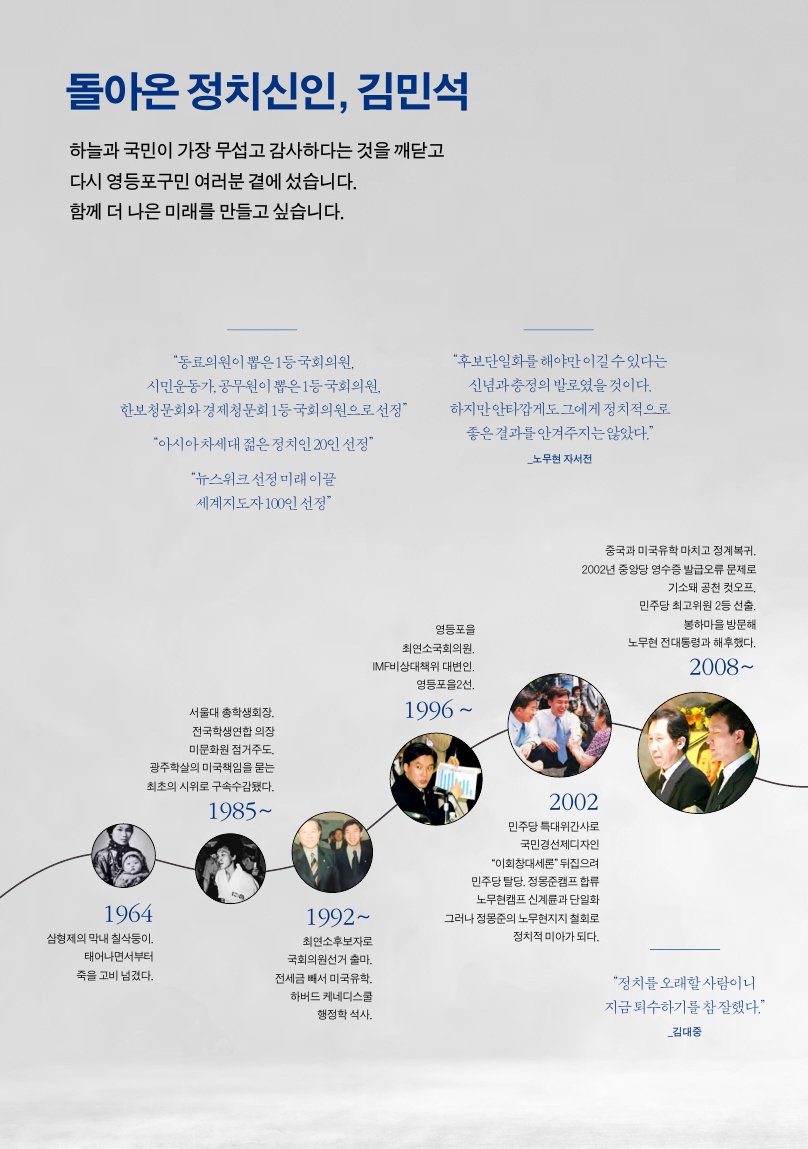 돌아온 정치신인, 김민석
하늘과 국민이 가장 무섭고 감사하다는 것을 깨닫고
다시 영등포구민 여러분 곁에 섰습니다.
함께 더 나은 미래를 만들고 싶습니다.
“동료의원이 뽑은 1등 국회의원,
시민운동가, 공무원이 뽑은 1등 국회의원,
한보청문회와 경제청문회 1등 국회의원으로 선정”
“아시아 차세대 젊은 정치인 20인 선정”
“뉴스위크 선정 미래 이끌
세계지도자 100인 선정”
“후보단일화를 해야만 이길 수 있다는
신념과 충정의 발로였을 것이다.
하지만 안타깝게도 그에게 정치적으로
좋은 결과를 안겨주지는 않았다.”
_노무현 자서전
1964
삼형제의 막내 칠삭둥이.
태어나면서부터
죽을 고비 넘겼다.
서울대 총학생회장.
전국학생연합 의장
미문화원 점거주도.
광주학살의 미국책임을 묻는
최초의 시위로 구속수감됐다.
1985~
1992~
최연소후보자로
국회의원선거 출마.
전세금 빼서 미국유학.
하버드 케네디스쿨
행정학 석사.
영등포을
최연소국회의원.
IMF비상대책위 대변인.
영등포을2선.
1996 ~
2002
민주당 특대위간사로
국민경선제디자인
“이회창대세론” 뒤집으려
민주당 탈당. 정몽준캠프 합류
노무현캠프 신계륜과 단일화
그러나 정몽준의 노무현지지 철회로
정치적 미아가 되다.
중국과 미국유학 마치고 정계복귀.
2002년 중앙당 영수증 발급오류 문제로
기소돼 공천 컷오프.
민주당 최고위원 2등 선출.
봉하마을 방문해
노무현 전대통령과 해후했다.
2008~
“정치를 오래할 사람이니
지금 퇴수하기를 참 잘했다.”
_김대중